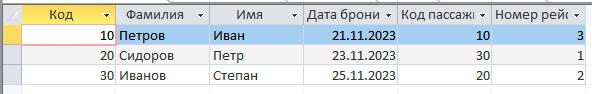 Код Фамилия Имя Дата брони Код пассажи Номер рейс
10 Петров Иван 21.11.2023 10 3
20 Сидоров Петр 23.11.2023 30 1
30 Иванов Степан 25.11.2023 20 2